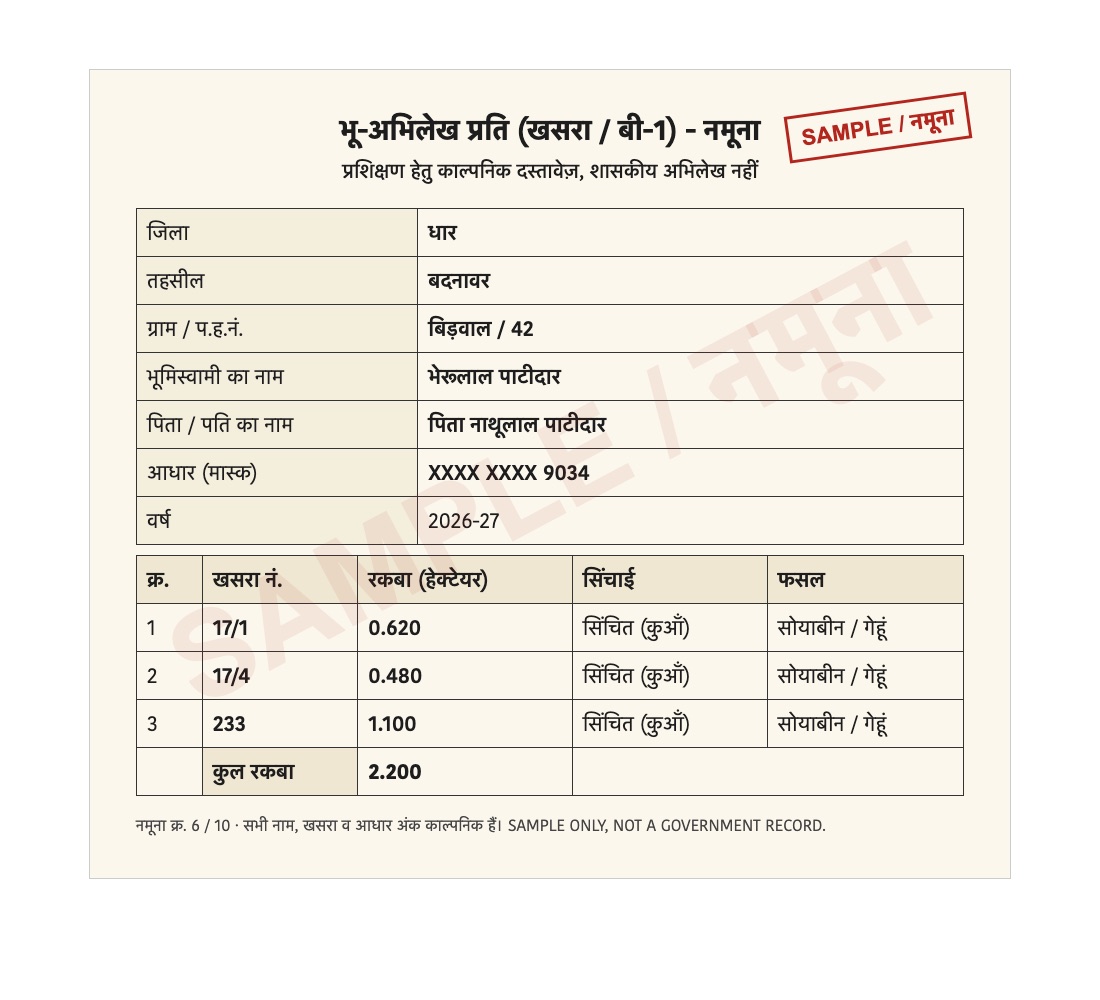 भू-अभिलेख प्रति (खसरा / बी-1) - नमूना
SAMPLE / नमूना
प्रशिक्षण हेतु काल्पनिक दस्तावेज़, शासकीय अभिलेख नहीं
जिला धार
तहसील बदनावर
ग्राम / प.ह.नं. बिड़वाल / 42
भूमिस्वामी का नाम भेरूलाल पाटीदार
पिता / पति का नाम पिता नाथूलाल पाटीदार
आधार (मास्क) XXXX XXXX 9034
वर्ष 2026-27
क्र. खसरा नं. रकबा (हेक्टेयर) सिंचाई फसल
1 17/1 0.620 सिंचित (कुआँ) सोयाबीन / गेहूं
2 17/4 0.480 सिंचित (कुआँ) सोयाबीन / गेहूं
3 233 1.100 सिंचित (कुआँ) सोयाबीन / गेहूं
कुल रकबा 2.200
SAMPLE / नमूना
नमूना क्र. 6 / 10 · सभी नाम, खसरा व आधार अंक काल्पनिक हैं। SAMPLE ONLY, NOT A GOVERNMENT RECORD.